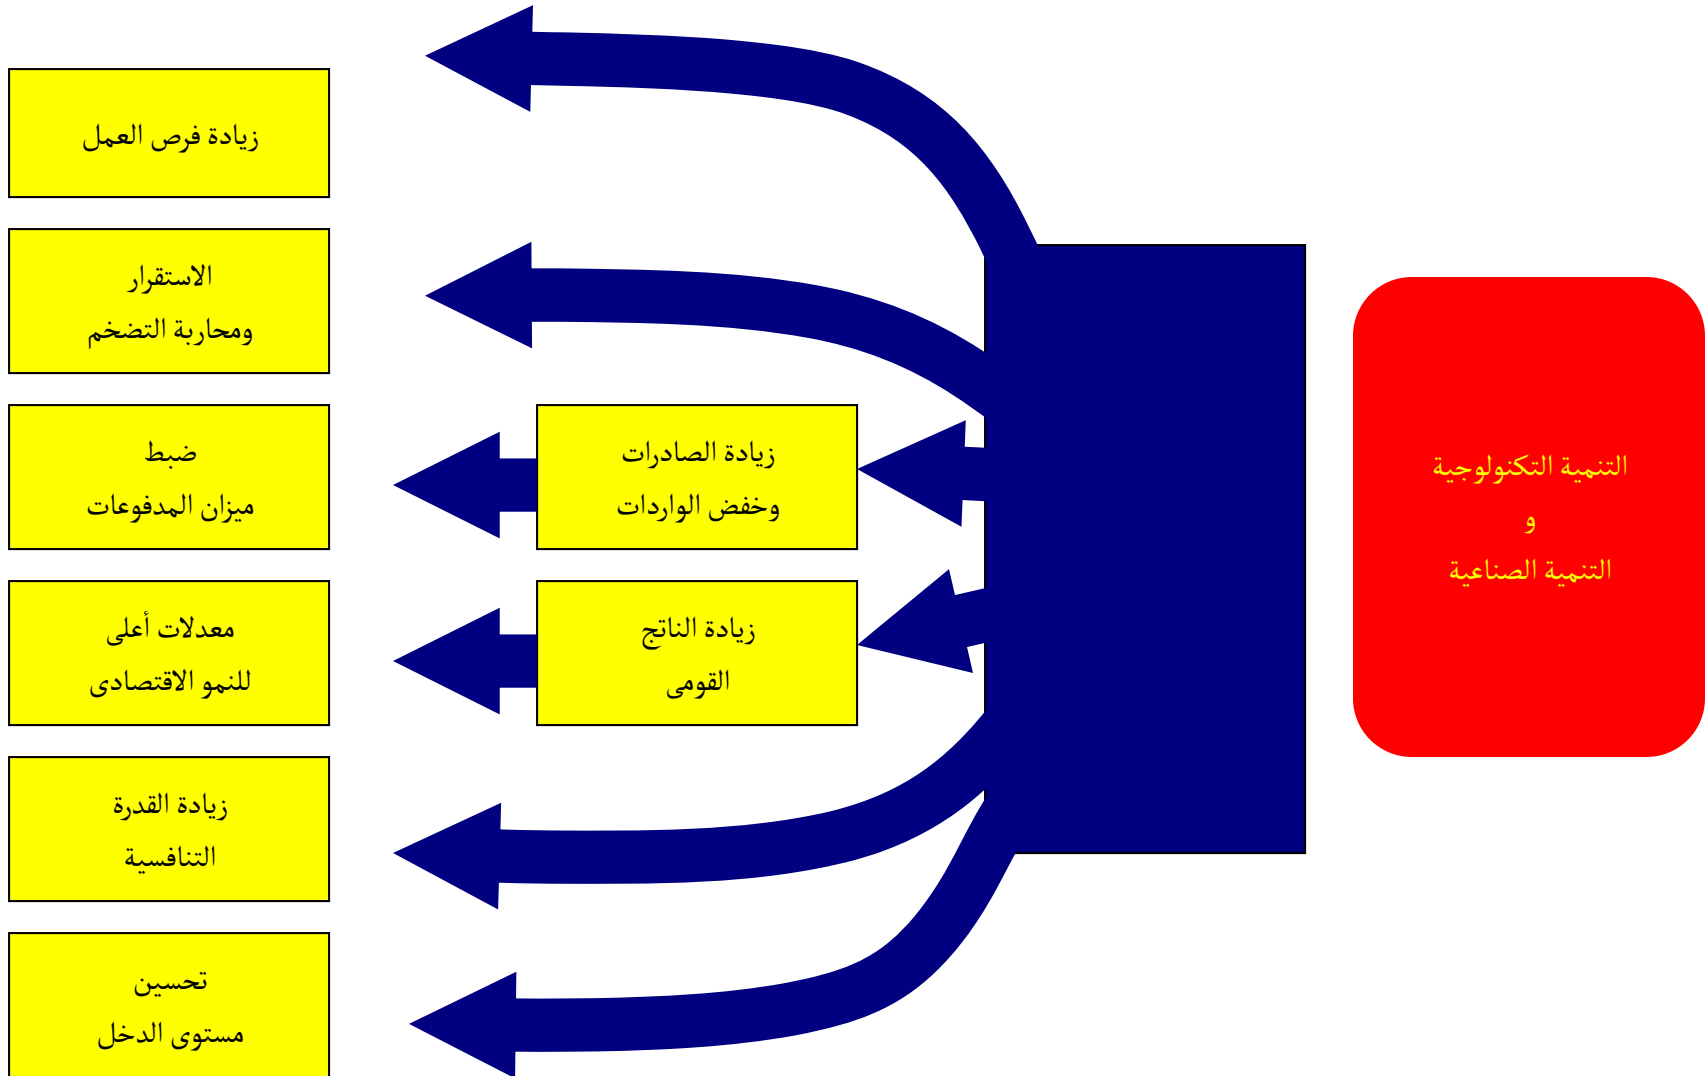 التنمية التكنولوجية
و
التنمية الصناعية
زيادة الصادرات
وخفض الواردات
زيادة الناتج
القومى
زيادة فرص العمل
الاستقرار
ومحاربة التضخم
ضبط
ميزان المدفوعات
معدلات أعلى
للنمو الاقتصادى
زيادة القدرة
التنافسية
تحسين
مستوى الدخل